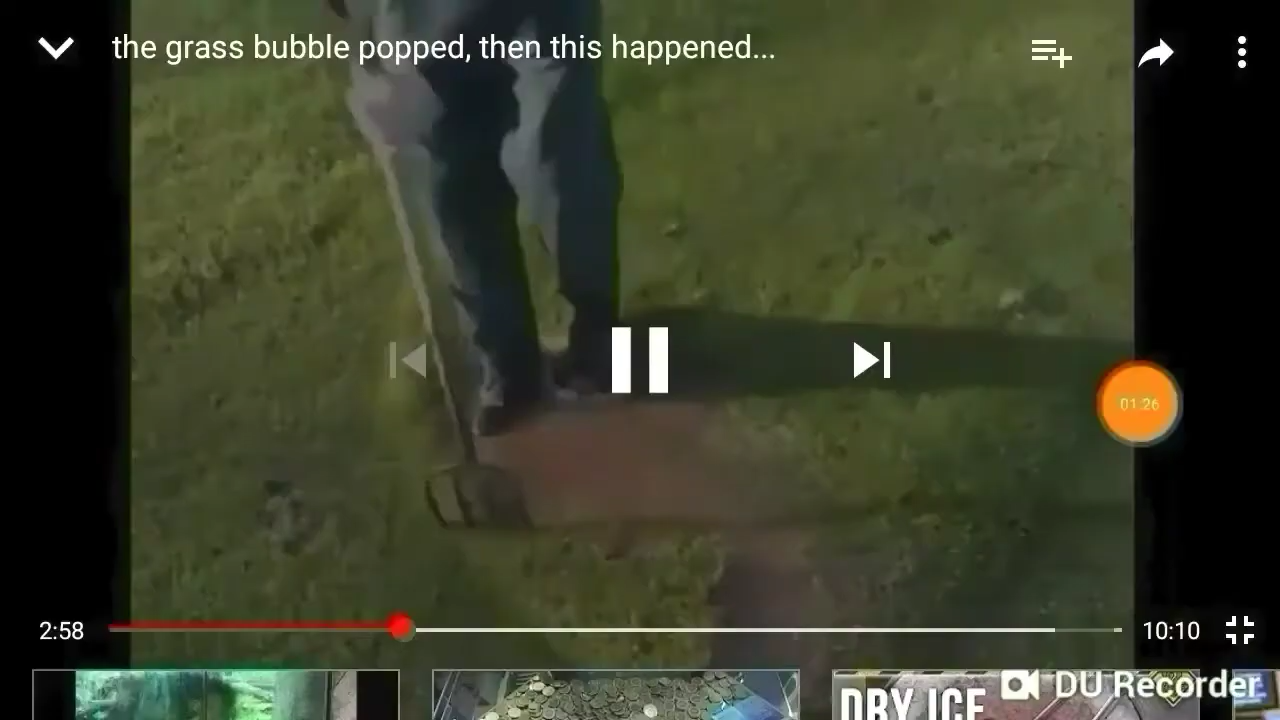 the grass bubble popped, then this happened...
01:26
2:58
10:10
DRY ICE
DU Recorder